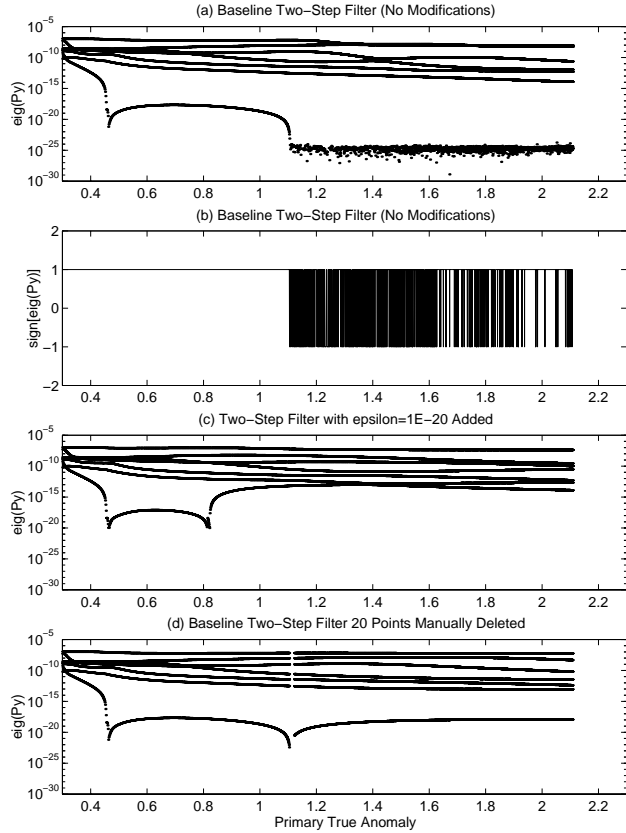 (a) Baseline Two-Step Filter (No Modifications)
10⁻⁵
10⁻¹⁰
10⁻¹⁵
10⁻²⁰
10⁻²⁵
10⁻³⁰
eig(Py)
0.4 0.6 0.8 1 1.2 1.4 1.6 1.8 2 2.2
(b) Baseline Two-Step Filter (No Modifications)
2
1
0
−1
−2
sign[eig(Py)]
0.4 0.6 0.8 1 1.2 1.4 1.6 1.8 2 2.2
(c) Two-Step Filter with epsilon=1E-20 Added
10⁻⁵
10⁻¹⁰
10⁻¹⁵
10⁻²⁰
10⁻²⁵
10⁻³⁰
eig(Py)
0.4 0.6 0.8 1 1.2 1.4 1.6 1.8 2 2.2
(d) Baseline Two-Step Filter 20 Points Manually Deleted
10⁻⁵
10⁻¹⁰
10⁻¹⁵
10⁻²⁰
10⁻²⁵
10⁻³⁰
eig(Py)
0.4 0.6 0.8 1 1.2 1.4 1.6 1.8 2 2.2
Primary True Anomaly